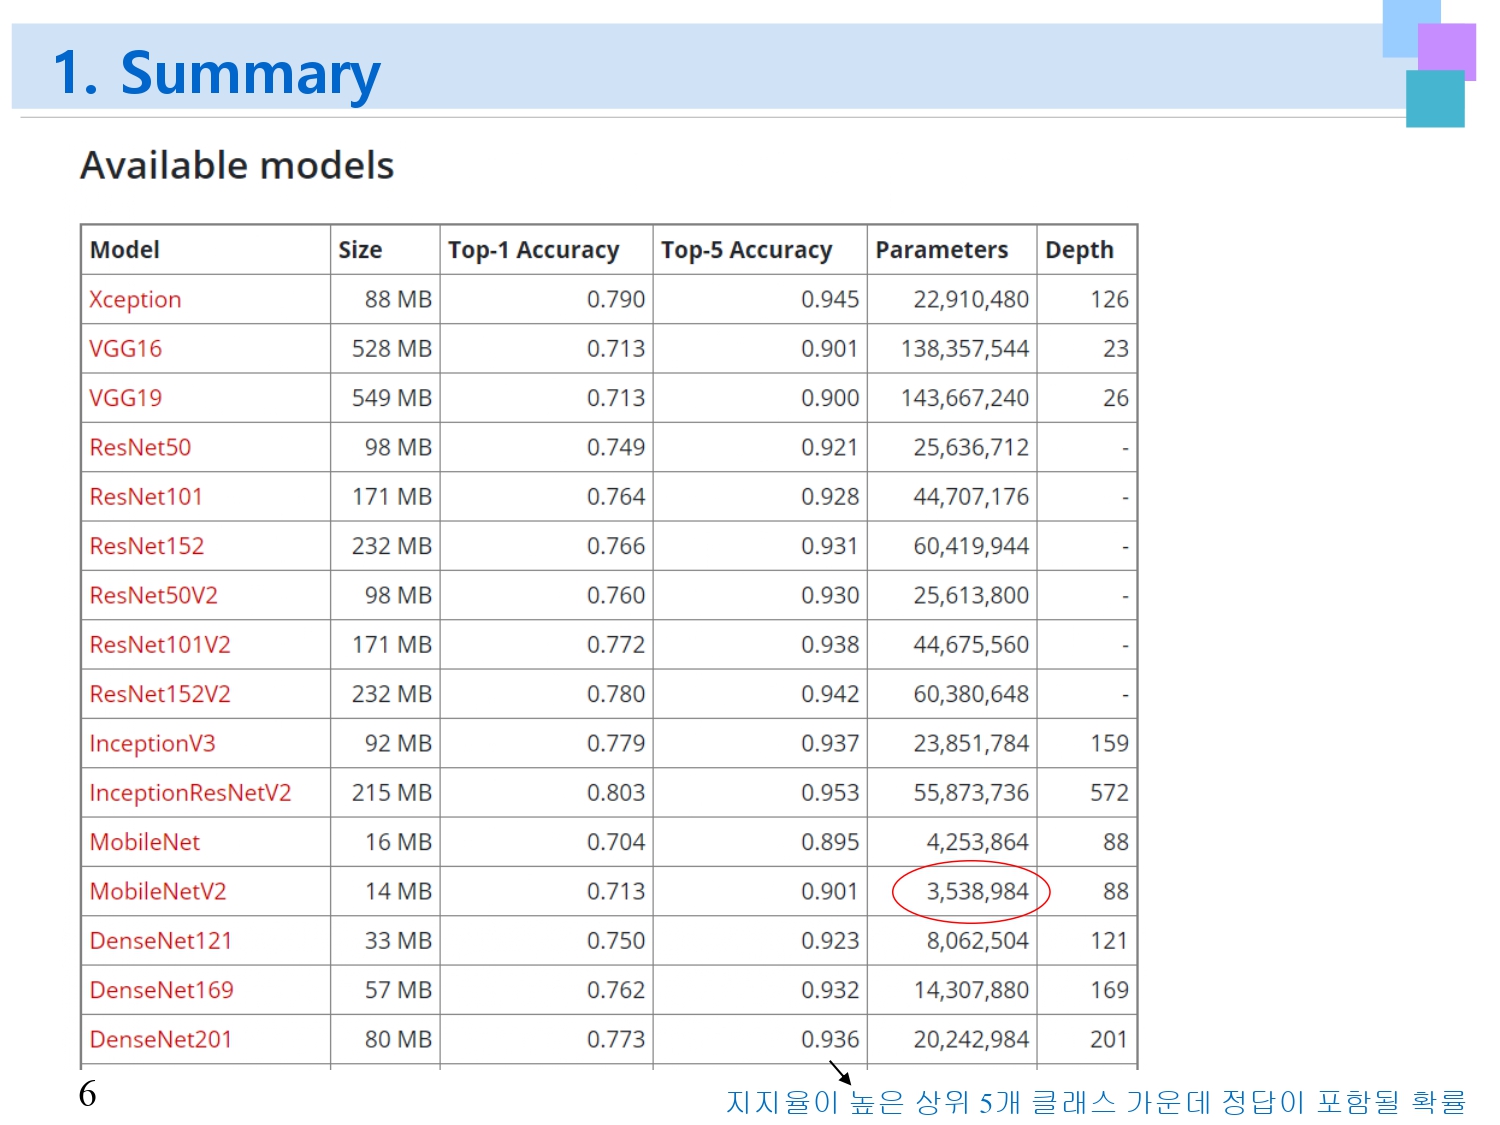 1. Summary
Available models
Model Size Top-1 Accuracy Top-5 Accuracy Parameters Depth
Xception 88 MB 0.790 0.945 22,910,480 126
VGG16 528 MB 0.713 0.901 138,357,544 23
VGG19 549 MB 0.713 0.900 143,667,240 26
ResNet50 98 MB 0.749 0.921 25,636,712 -
ResNet101 171 MB 0.764 0.928 44,707,176 -
ResNet152 232 MB 0.766 0.931 60,419,944 -
ResNet50V2 98 MB 0.760 0.930 25,613,800 -
ResNet101V2 171 MB 0.772 0.938 44,675,560 -
ResNet152V2 232 MB 0.780 0.942 60,380,648 -
InceptionV3 92 MB 0.779 0.937 23,851,784 159
InceptionResNetV2 215 MB 0.803 0.953 55,873,736 572
MobileNet 16 MB 0.704 0.895 4,253,864 88
MobileNetV2 14 MB 0.713 0.901 3,538,984 88
DenseNet121 33 MB 0.750 0.923 8,062,504 121
DenseNet169 57 MB 0.762 0.932 14,307,880 169
DenseNet201 80 MB 0.773 0.936 20,242,984 201
6
지지율이 높은 상위 5개 클래스 가운데 정답이 포함될 확률